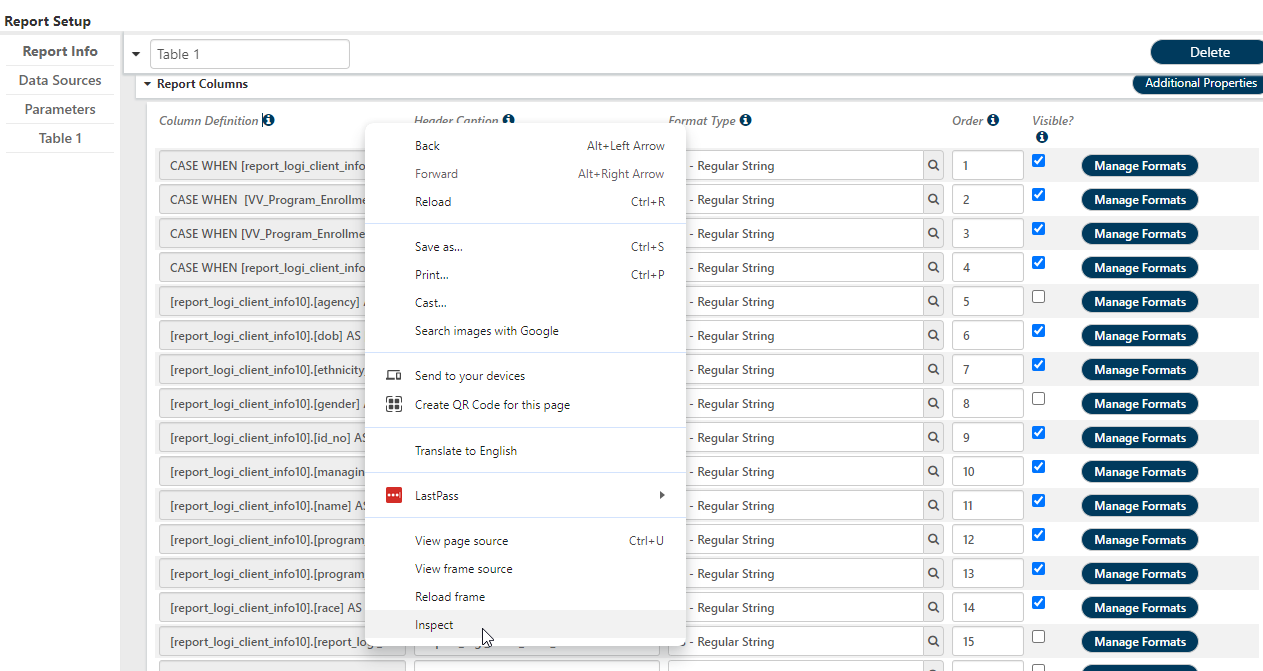 Report Setup
Report Info
Data Sources
Parameters
Table 1
Table 1
Delete
Report Columns
Additional Properties
Column Definition
Header Caption
Format Type
Order
Visible?
CASE WHEN [report_logi_client_info
- Regular String
1
Manage Formats
CASE WHEN [VV_Program_Enrollme
- Regular String
2
Manage Formats
CASE WHEN [VV_Program_Enrollme
- Regular String
3
Manage Formats
CASE WHEN [report_logi_client_info
- Regular String
4
Manage Formats
[report_logi_client_info10].[agency]
- Regular String
5
Manage Formats
[report_logi_client_info10].[dob] AS
- Regular String
6
Manage Formats
[report_logi_client_info10].[ethnicity
- Regular String
7
Manage Formats
[report_logi_client_info10].[gender]
- Regular String
8
Manage Formats
[report_logi_client_info10].[id_no] AS
- Regular String
9
Manage Formats
[report_logi_client_info10].[managin
- Regular String
10
Manage Formats
[report_logi_client_info10].[name] AS
- Regular String
11
Manage Formats
[report_logi_client_info10].[program
- Regular String
12
Manage Formats
[report_logi_client_info10].[program
- Regular String
13
Manage Formats
[report_logi_client_info10].[race] AS
- Regular String
14
Manage Formats
[report_logi_client_info10].[report_logi_
- Regular String
15
Manage Formats
Back Alt+Left Arrow
Forward Alt+Right Arrow
Reload Ctrl+R
Save as... Ctrl+S
Print... Ctrl+P
Cast...
Search images with Google
Send to your devices
Create QR Code for this page
Translate to English
LastPass
View page source Ctrl+U
View frame source
Reload frame
Inspect